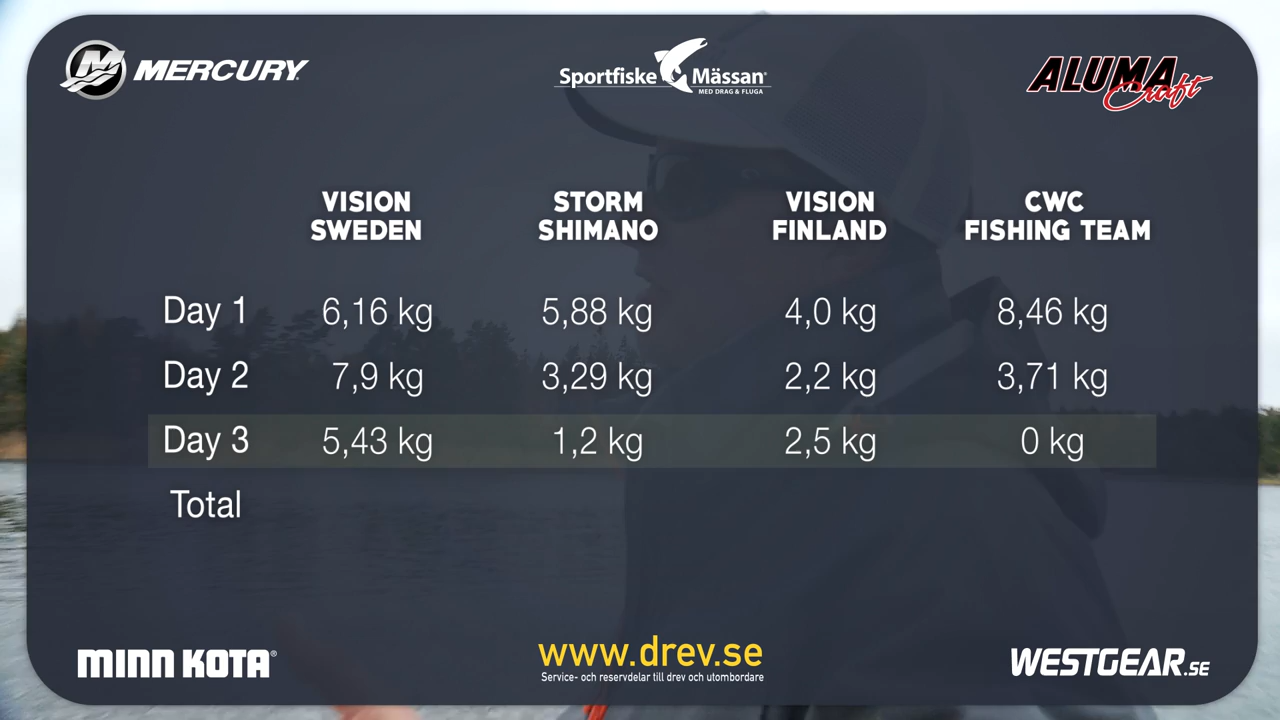 MERCURY
Sportfiske Mässan
MED DRAG & FLUGA
ALUMA
Craft
VISION SWEDEN
STORM SHIMANO
VISION FINLAND
CWC FISHING TEAM
Day 1 6,16 kg 5,88 kg 4,0 kg 8,46 kg
Day 2 7,9 kg 3,29 kg 2,2 kg 3,71 kg
Day 3 5,43 kg 1,2 kg 2,5 kg 0 kg
Total
MINN KOTA®
www.drev.se
Service- och reservdelar till drev och utombordare
WESTGEAR.SE